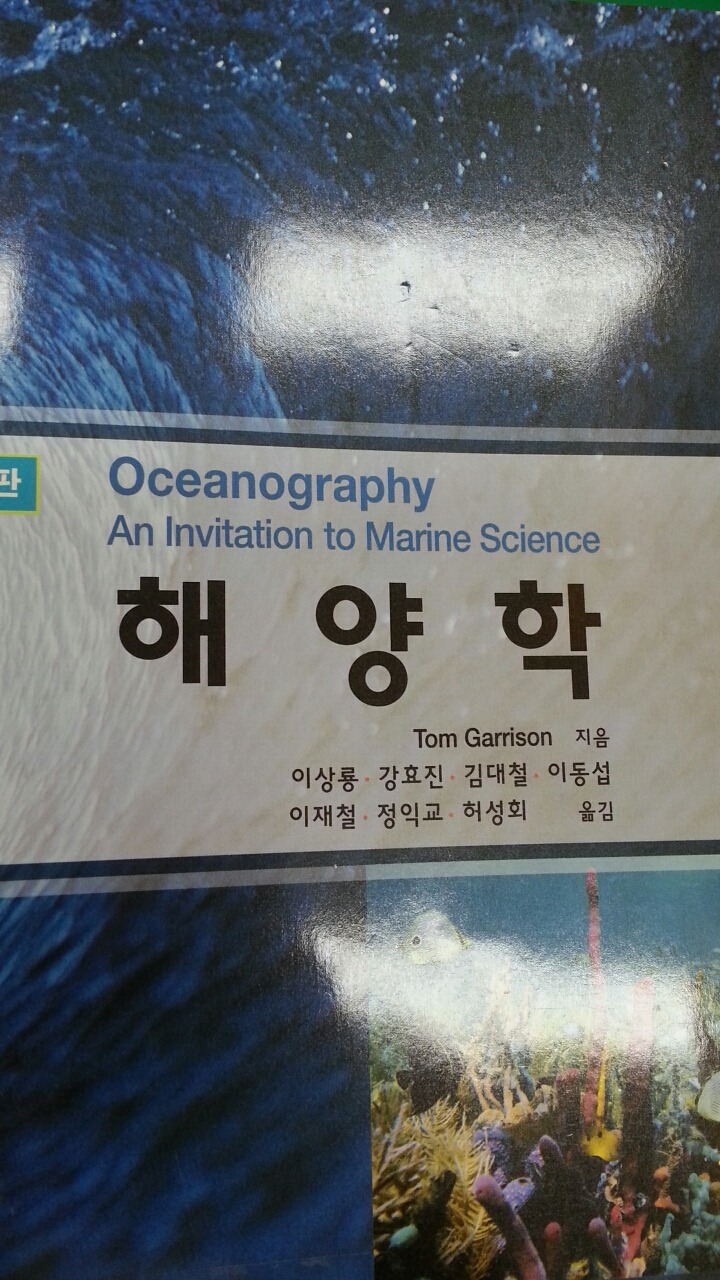 판
Oceanography
An Invitation to Marine Science
해 양 학
Tom Garrison 지음
이상룡 · 강효진 · 김대철 · 이동섭
이재철 · 정익교 · 허성회 옮김